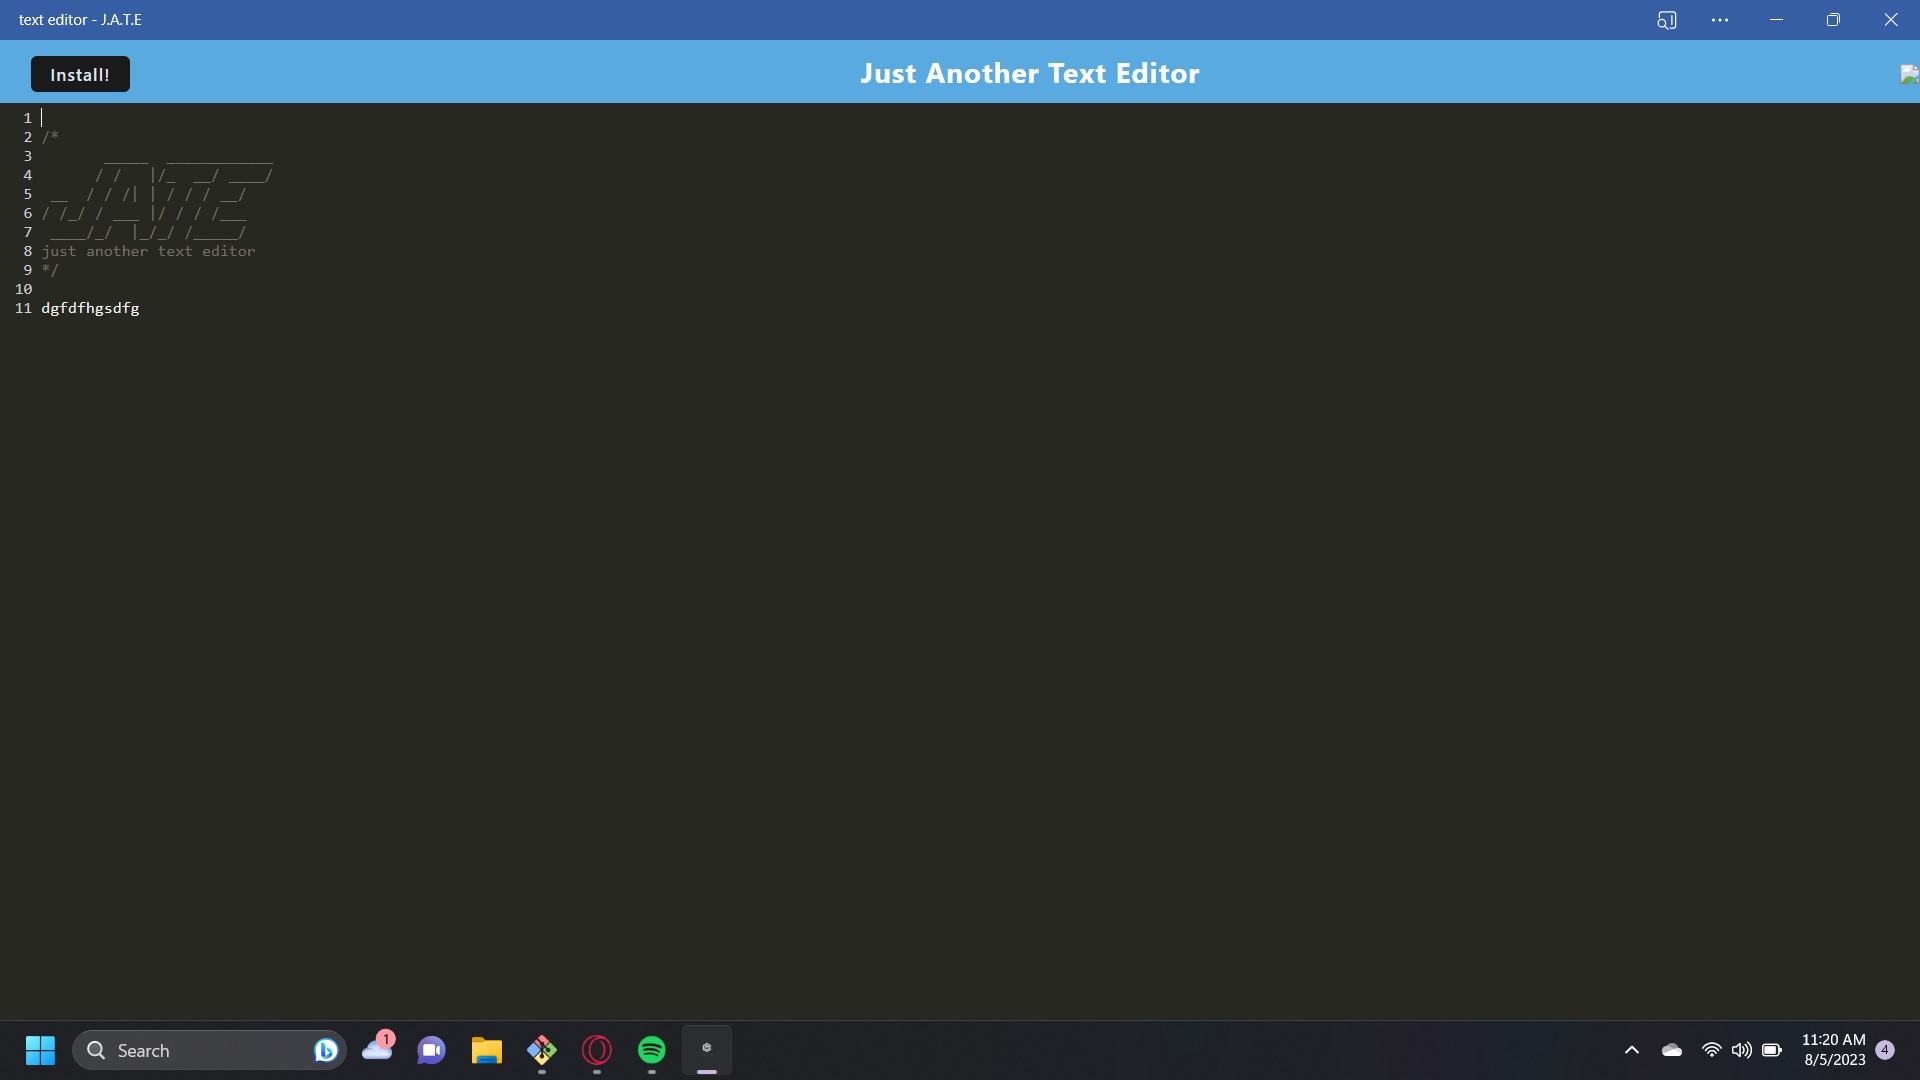 text editor - J.A.T.E
Install!
Just Another Text Editor
1
2 /*
3       _____  ____________
4      / /   |/_  __/ ____/
5 __  / / /| | / / / __/
6 / /_/ / ___ |/ / / /___
7 ____/_/  |_/_/ /_____/
8 just another text editor
9 */
10
11 dgfdfhgsdfg
Search
1
11:20 AM
8/5/2023
4